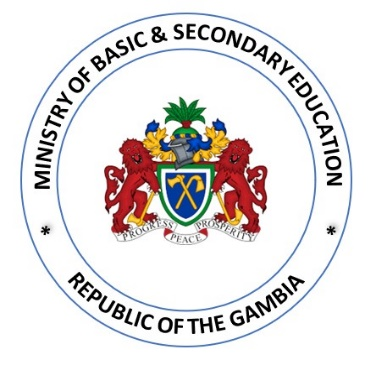 MINISTRY OF BASIC & SECONDARY EDUCATION
PROGRESS
PEACE
PROSPERITY
* REPUBLIC OF THE GAMBIA *